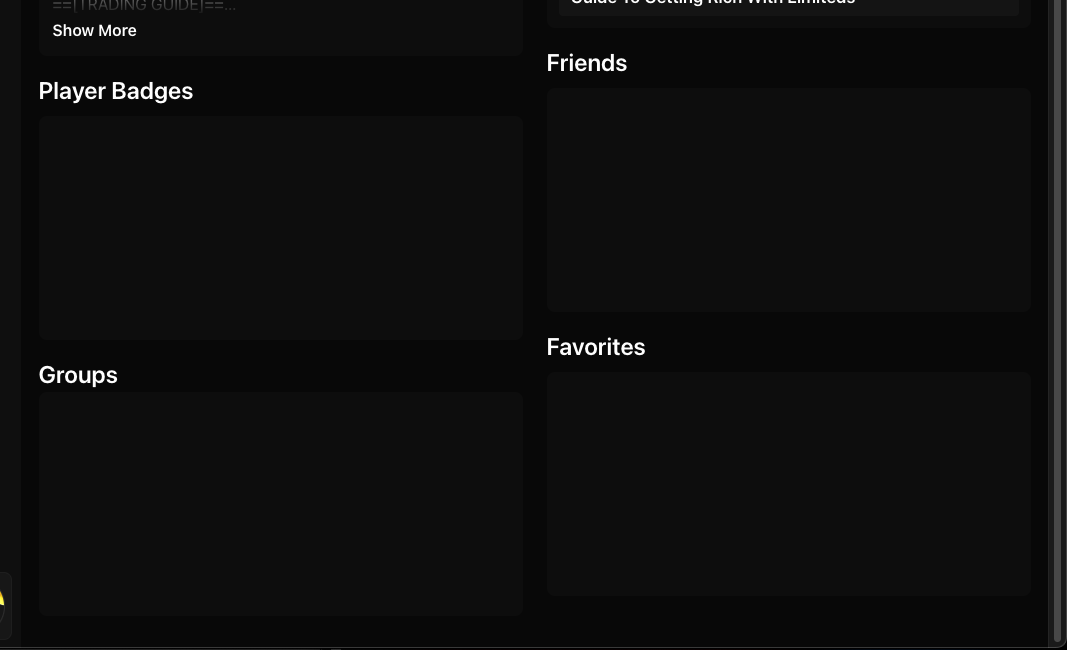 ==[TRADING GUIDE]==...
Show More
Player Badges
Groups
Guide To Getting Rich With Limiteds
Friends
Favorites